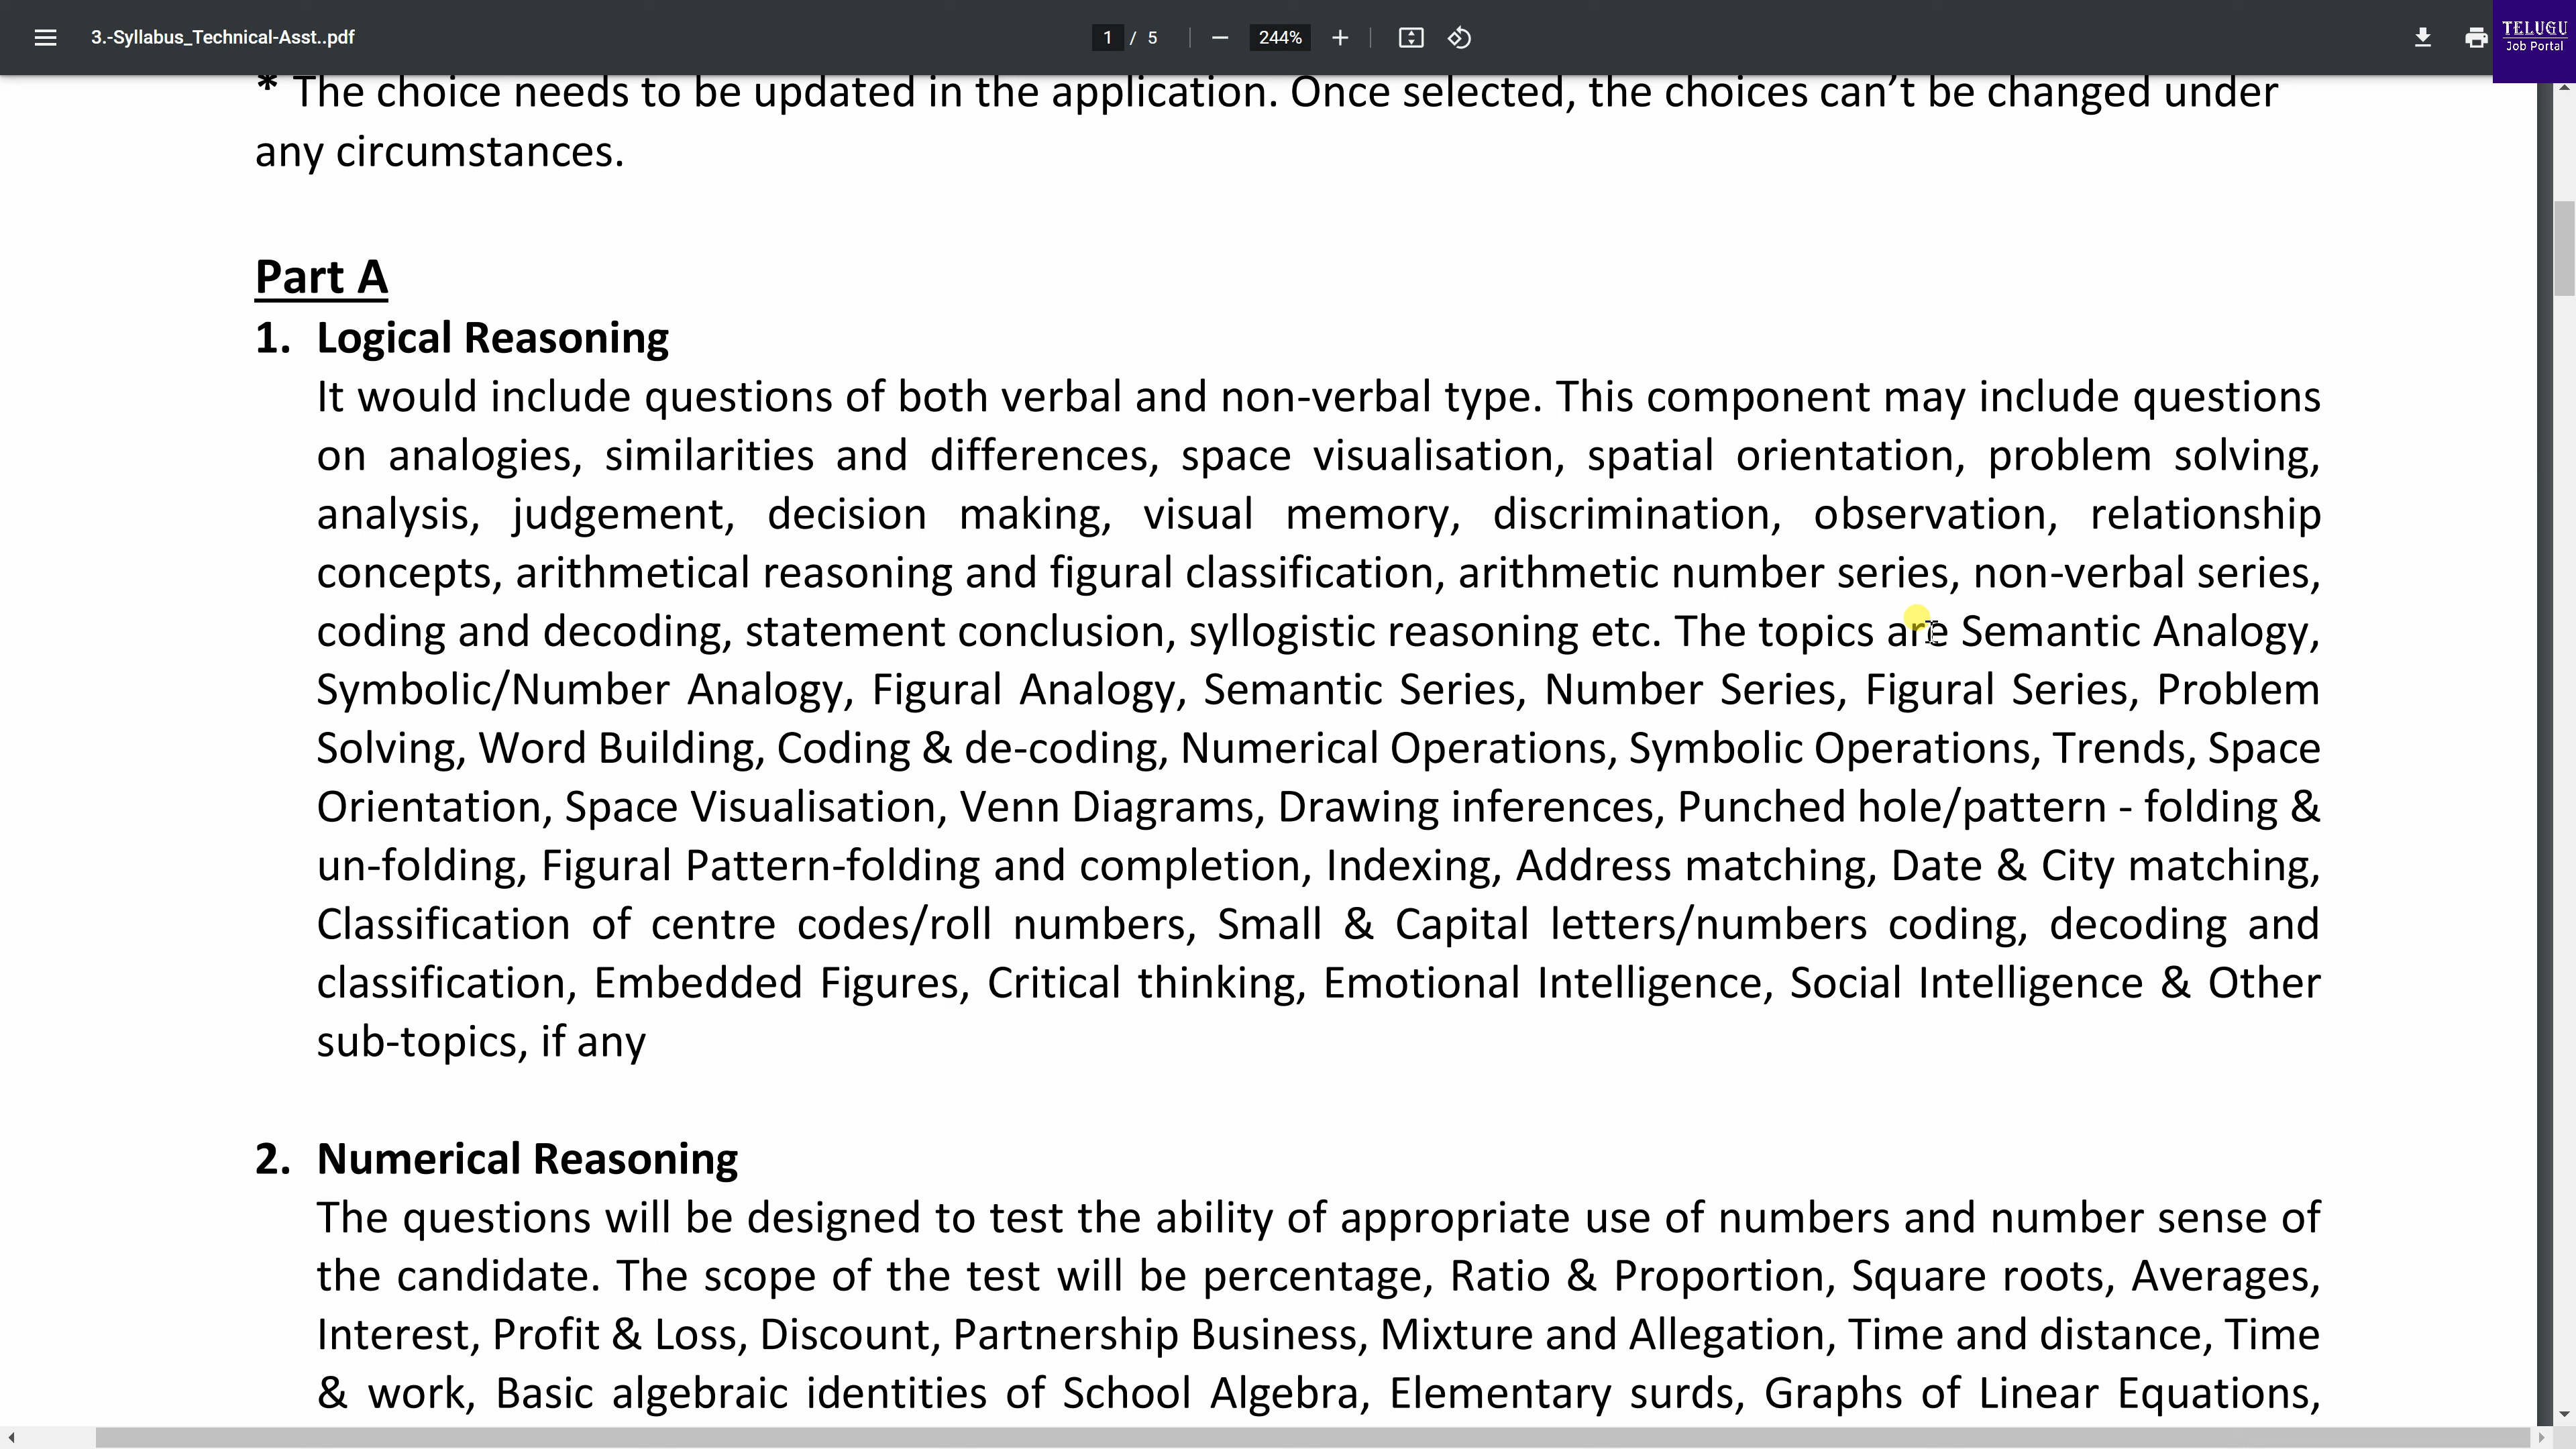 3.-Syllabus_Technical-Asst..pdf
1 / 5
244%
TELUGU
Job Portal
* The choice needs to be updated in the application. Once selected, the choices can't be changed under
any circumstances.
Part A
1. Logical Reasoning
It would include questions of both verbal and non-verbal type. This component may include questions
on analogies, similarities and differences, space visualisation, spatial orientation, problem solving,
analysis, judgement, decision making, visual memory, discrimination, observation, relationship
concepts, arithmetical reasoning and figural classification, arithmetic number series, non-verbal series,
coding and decoding, statement conclusion, syllogistic reasoning etc. The topics are Semantic Analogy,
Symbolic/Number Analogy, Figural Analogy, Semantic Series, Number Series, Figural Series, Problem
Solving, Word Building, Coding & de-coding, Numerical Operations, Symbolic Operations, Trends, Space
Orientation, Space Visualisation, Venn Diagrams, Drawing inferences, Punched hole/pattern - folding &
un-folding, Figural Pattern-folding and completion, Indexing, Address matching, Date & City matching,
Classification of centre codes/roll numbers, Small & Capital letters/numbers coding, decoding and
classification, Embedded Figures, Critical thinking, Emotional Intelligence, Social Intelligence & Other
sub-topics, if any
2. Numerical Reasoning
The questions will be designed to test the ability of appropriate use of numbers and number sense of
the candidate. The scope of the test will be percentage, Ratio & Proportion, Square roots, Averages,
Interest, Profit & Loss, Discount, Partnership Business, Mixture and Allegation, Time and distance, Time
& work, Basic algebraic identities of School Algebra, Elementary surds, Graphs of Linear Equations,